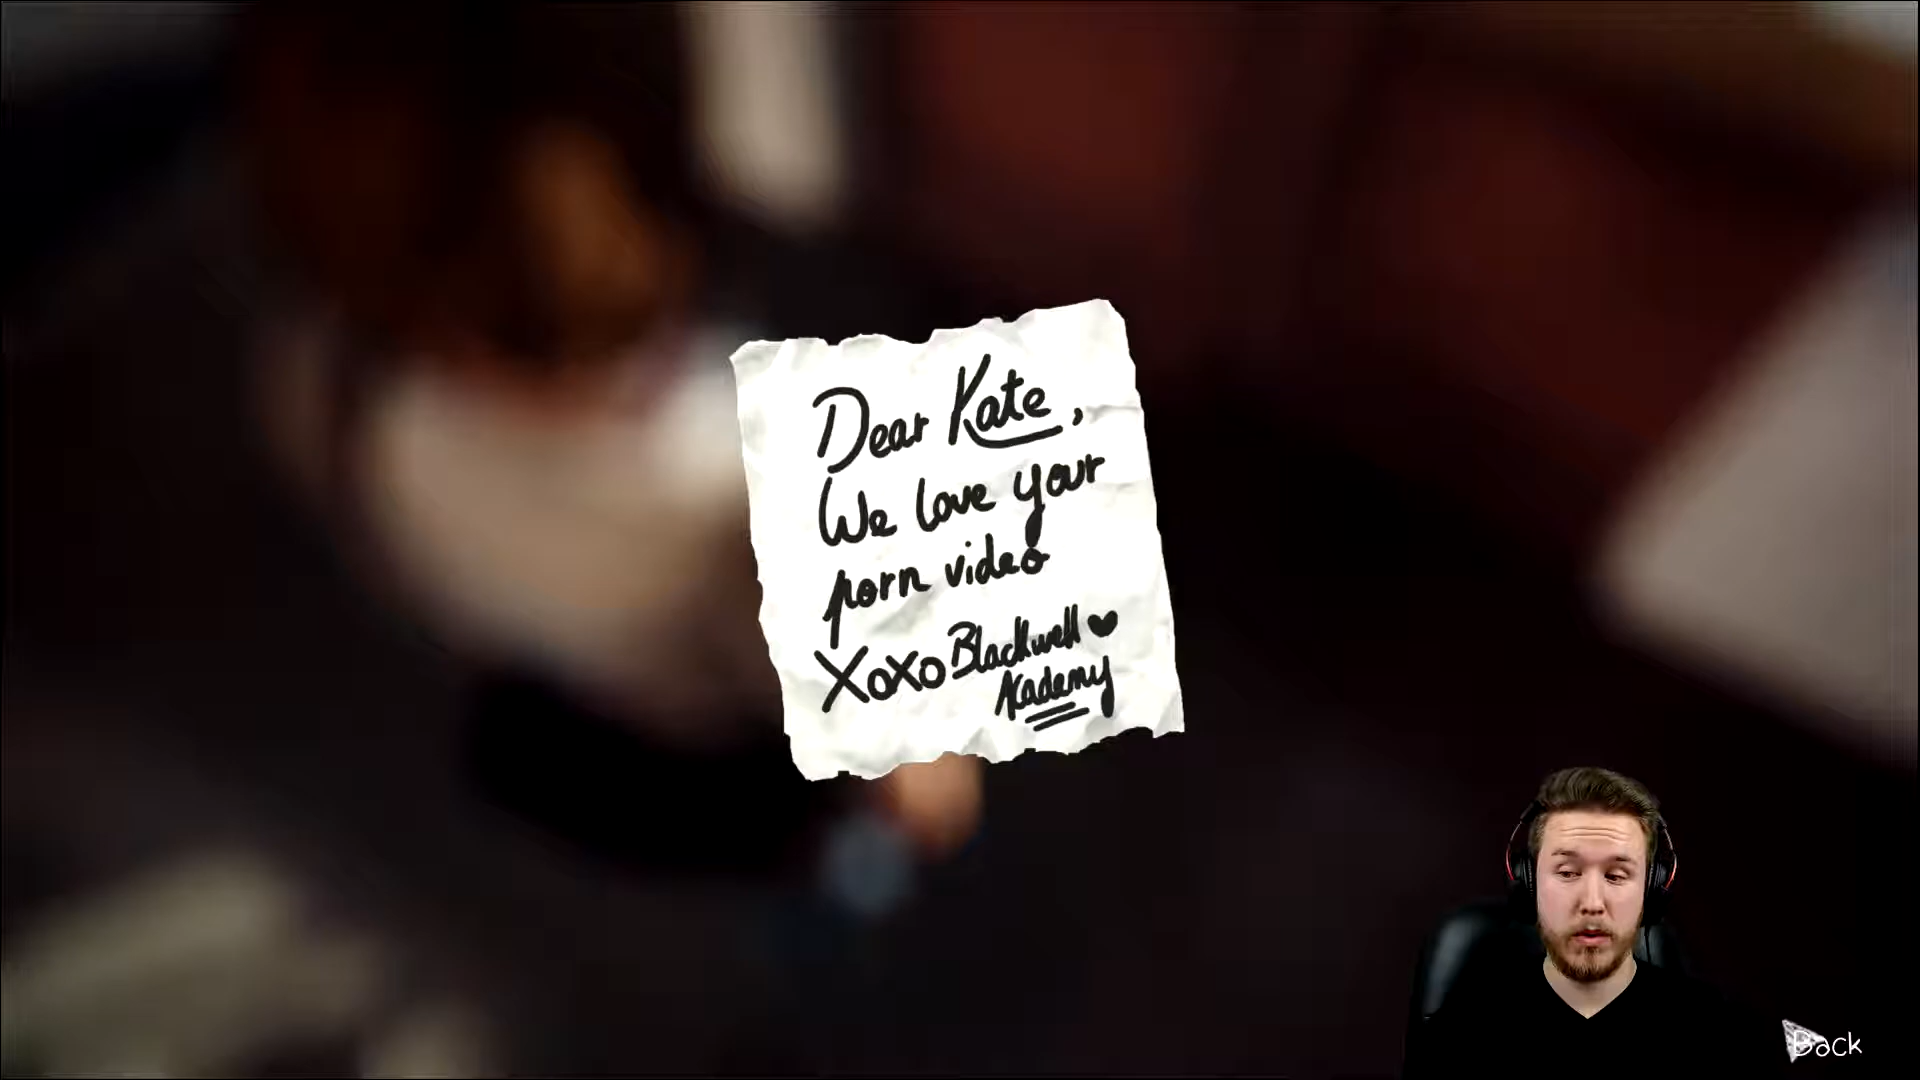 Dear Kate,
We love your
porn video
XoXo Blackwell ♥
Academy
Back